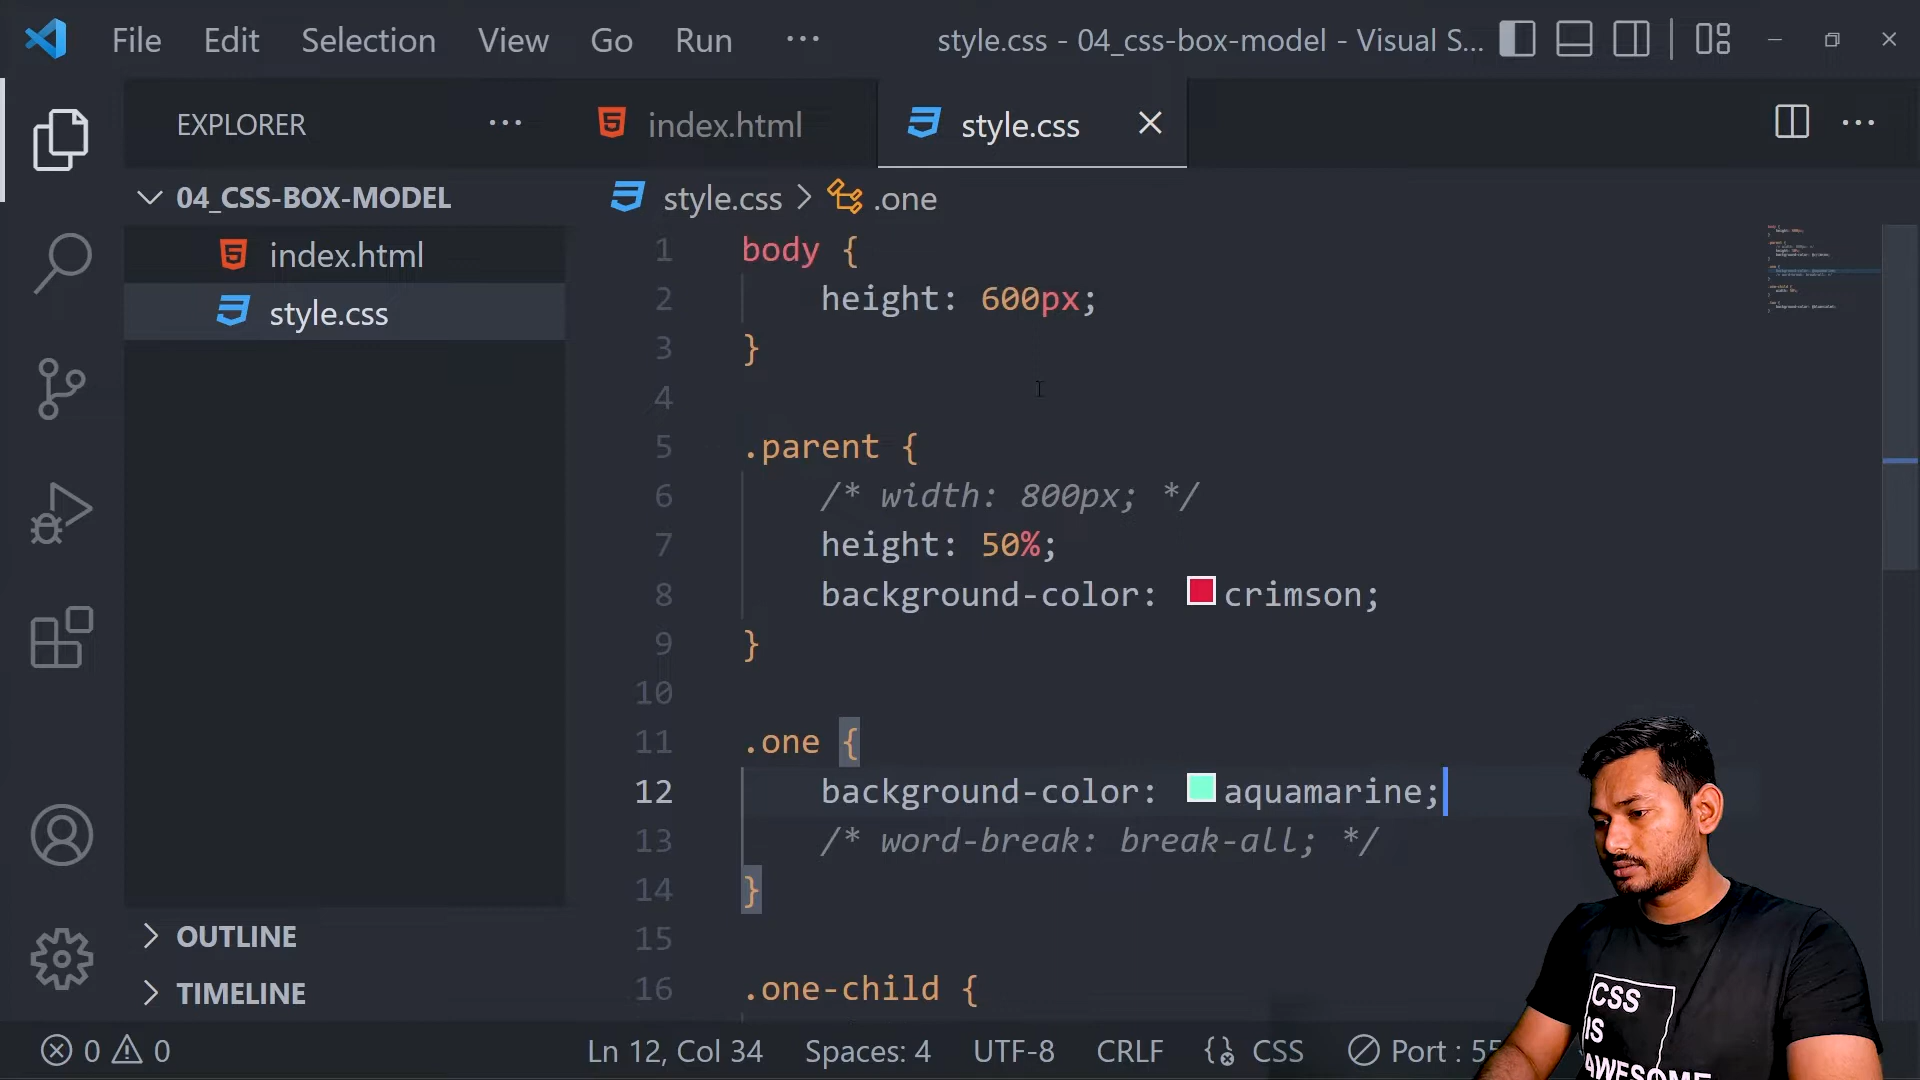 File Edit Selection View Go Run ··· style.css - 04_css-box-model - Visual S...
EXPLORER ···
index.html
style.css
04_CSS-BOX-MODEL
index.html
style.css
style.css > .one
1 body {
2 height: 600px;
3 }
4
5 .parent {
6 /* width: 800px; */
7 height: 50%;
8 background-color: crimson;
9 }
10
11 .one {
12 background-color: aquamarine;
13 /* word-break: break-all; */
14 }
15
16 .one-child {
OUTLINE
TIMELINE
CSS
IS
AWESOME
0 0 Ln 12, Col 34 Spaces: 4 UTF-8 CRLF CSS Port : 55